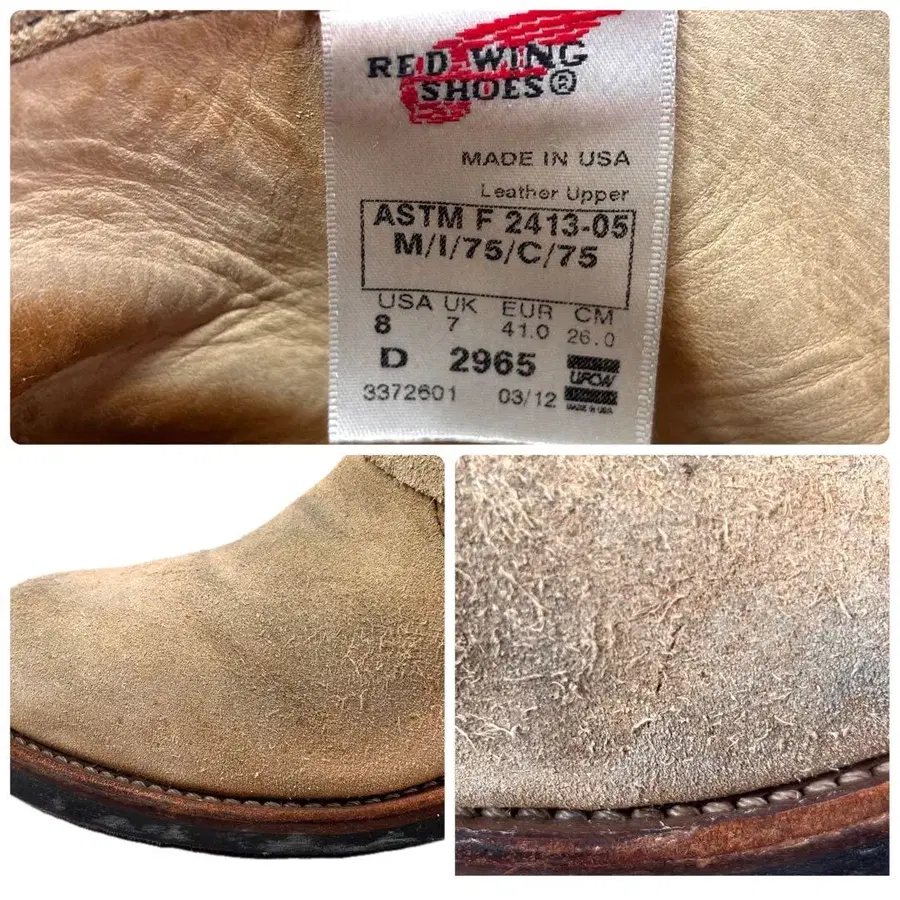 RED WING
SHOES®
MADE IN USA
Leather Upper
ASTM F 2413-05
M/I/75/C/75
USA UK EUR CM
8 7 41.0 26.0
D 2965 UFCW
3372601 03/12 MADE IN USA